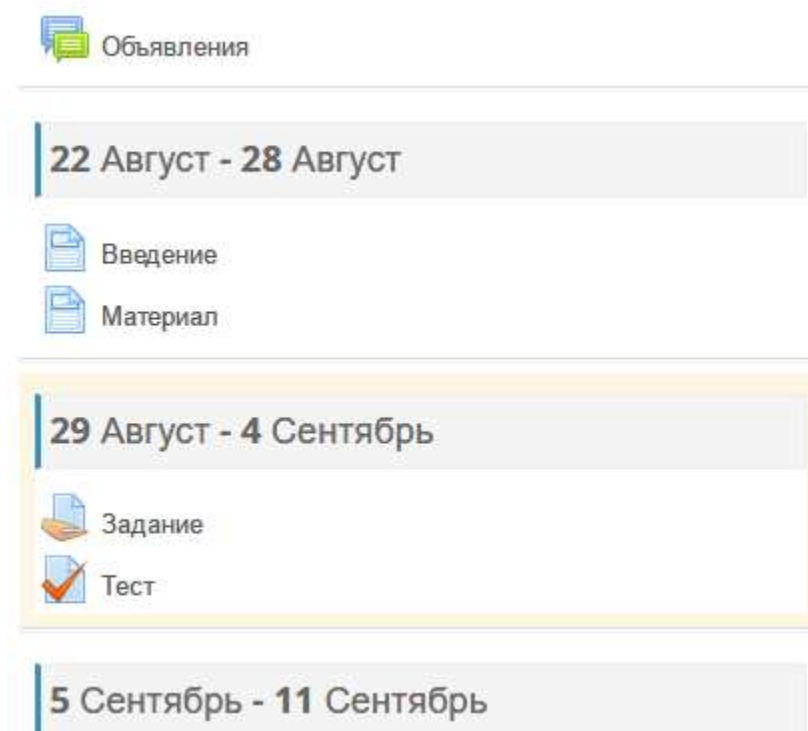 Объявления
22 Август - 28 Август
Введение
Материал
29 Август - 4 Сентябрь
Задание
Тест
5 Сентябрь - 11 Сентябрь